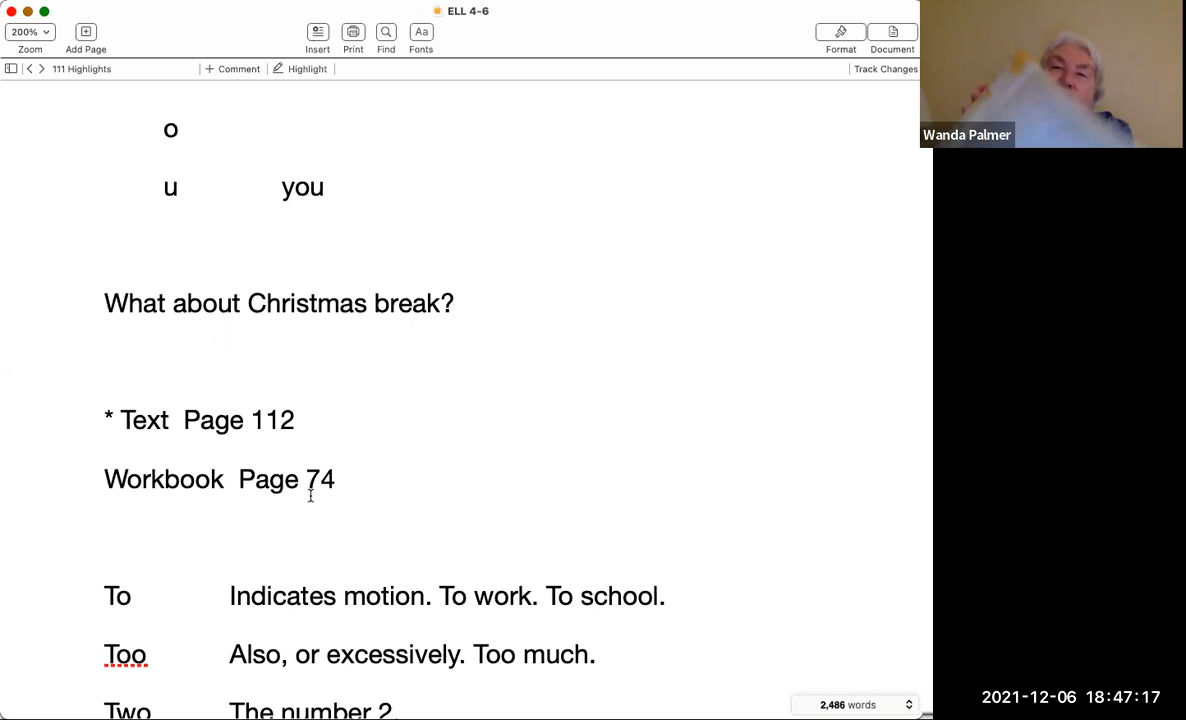 ELL 4-6
200%
Zoom
Add Page
Insert
Print
Find
Fonts
Format
Document
111 Highlights
Comment
Highlight
Track Changes
Wanda Palmer
o
u you
What about Christmas break?
* Text Page 112
Workbook Page 74
To Indicates motion. To work. To school.
Too Also, or excessively. Too much.
Two The number 2.
2,486 words
2021-12-06 18:47:17